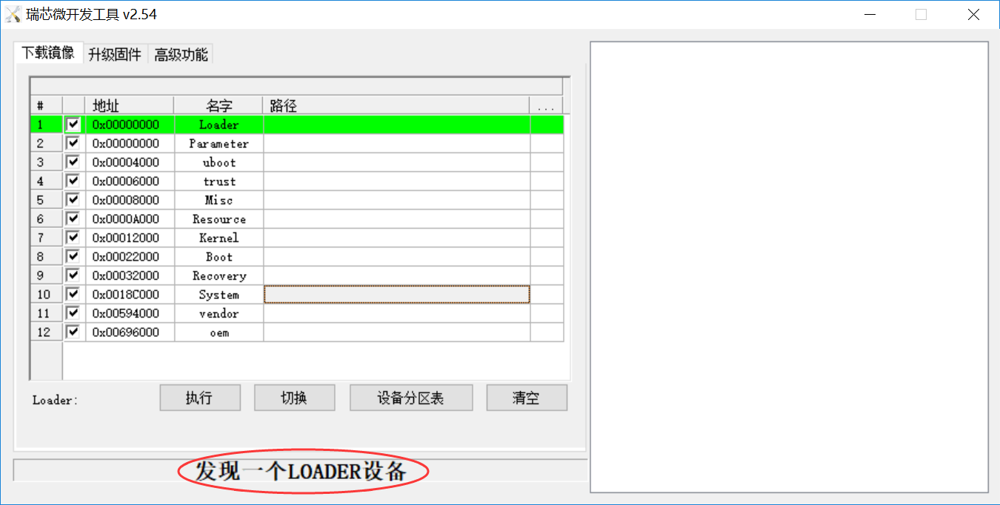 瑞芯微开发工具 v2.54
下载镜像 升级固件 高级功能
# 地址 名字 路径 ...
1 0x00000000 Loader
2 0x00000000 Parameter
3 0x00004000 uboot
4 0x00006000 trust
5 0x00008000 Misc
6 0x0000A000 Resource
7 0x00012000 Kernel
8 0x00022000 Boot
9 0x00032000 Recovery
10 0x0018C000 System
11 0x00594000 vendor
12 0x00696000 oem
Loader: 执行 切换 设备分区表 清空
发现一个LOADER设备